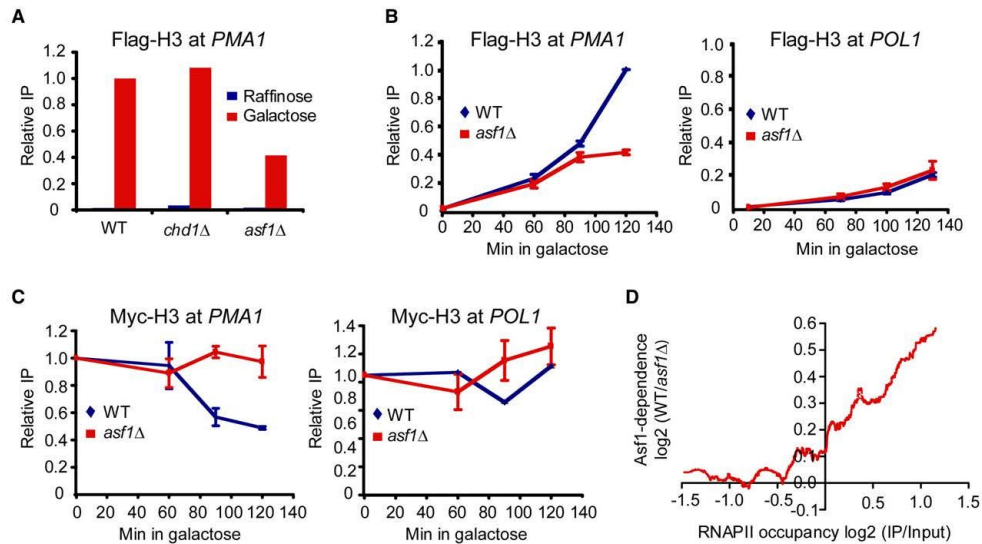 A
Flag-H3 at PMA1
Relative IP
1.2
1.0
0.8
0.6
0.4
0.2
0
Raffinose
Galactose
WT
chd1Δ
asf1Δ
B
Flag-H3 at PMA1
Relative IP
1.2
1.0
0.8
0.6
0.4
0.2
0
WT
asf1Δ
0 20 40 60 80 100 120 140
Min in galactose
Flag-H3 at POL1
Relative IP
1.0
0.8
0.6
0.4
0.2
0
WT
asf1Δ
0 20 40 60 80 100 120 140
Min in galactose
C
Myc-H3 at PMA1
Relative IP
1.2
1.0
0.8
0.6
0.4
0.2
0
WT
asf1Δ
0 20 40 60 80 100 120 140
Min in galactose
Myc-H3 at POL1
Relative IP
1.4
1.2
1.0
0.8
0.6
0.4
0.2
0
WT
asf1Δ
0 20 40 60 80 100 120 140
Min in galactose
D
Asf1-dependence
log2 (WT/asf1Δ)
0.6
0.5
0.4
0.3
0.2
0.1
0.0
-0.1
-1.5 -1.0 -0.5 0.5 1.0 1.5
RNAPII occupancy log2 (IP/Input)